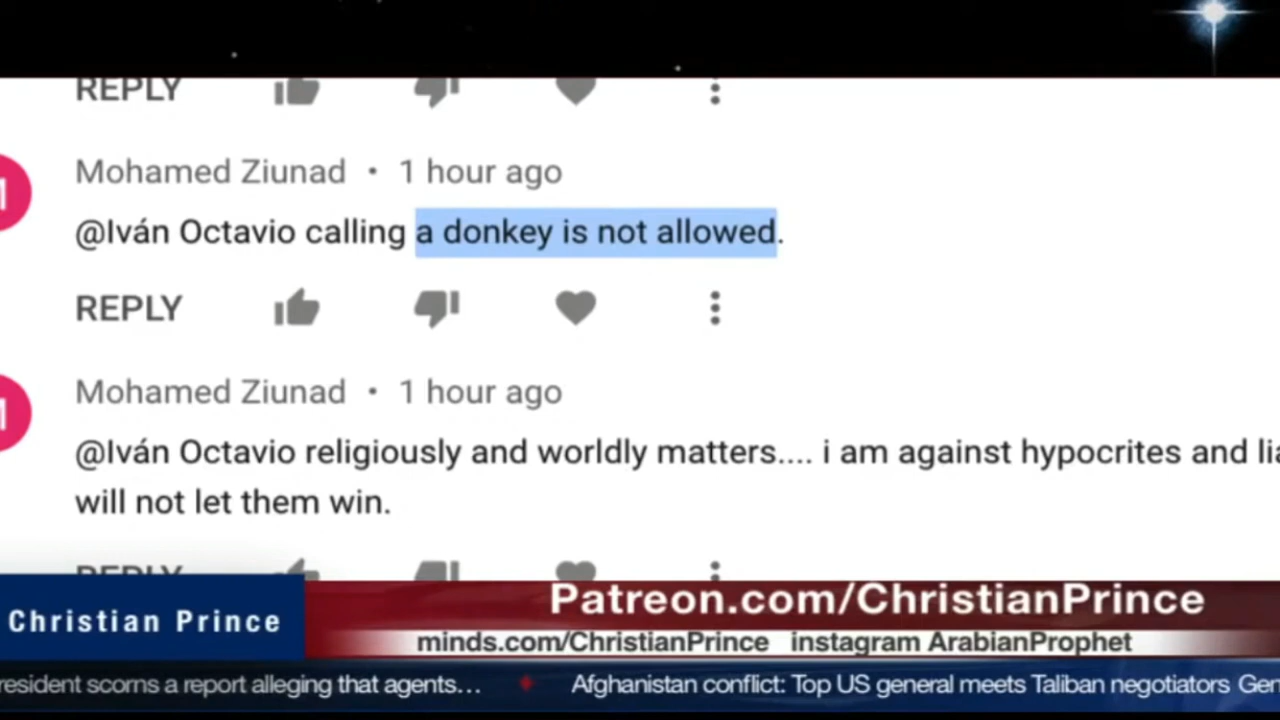 REPLY
Mohamed Ziunad • 1 hour ago
@Iván Octavio calling a donkey is not allowed.
REPLY
Mohamed Ziunad • 1 hour ago
@Iván Octavio religiously and worldly matters.... i am against hypocrites and
will not let them win.
REPLY
Christian Prince
Patreon.com/ChristianPrince
minds.com/ChristianPrince instagram ArabianProphet
scorns a report alleging that agents... Afghanistan conflict: Top US general meets Taliban negotiators